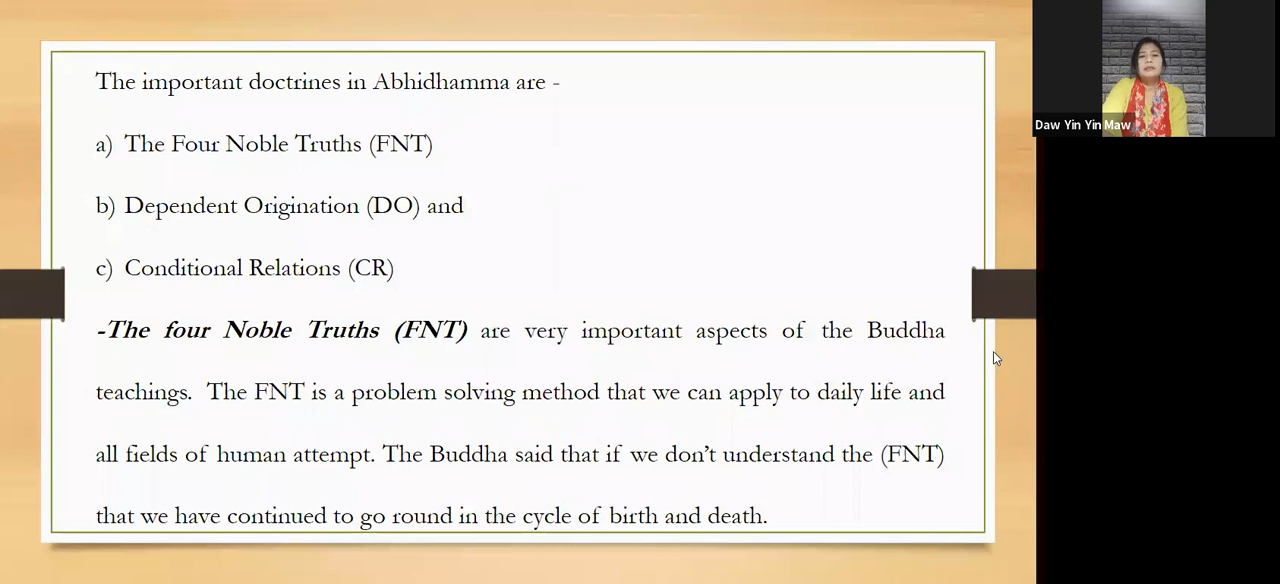 The important doctrines in Abhidhamma are -
a) The Four Noble Truths (FNT)
b) Dependent Origination (DO) and
c) Conditional Relations (CR)
-The four Noble Truths (FNT) are very important aspects of the Buddha
teachings. The FNT is a problem solving method that we can apply to daily life and
all fields of human attempt. The Buddha said that if we don’t understand the (FNT)
that we have continued to go round in the cycle of birth and death.
Daw Yin Yin Maw